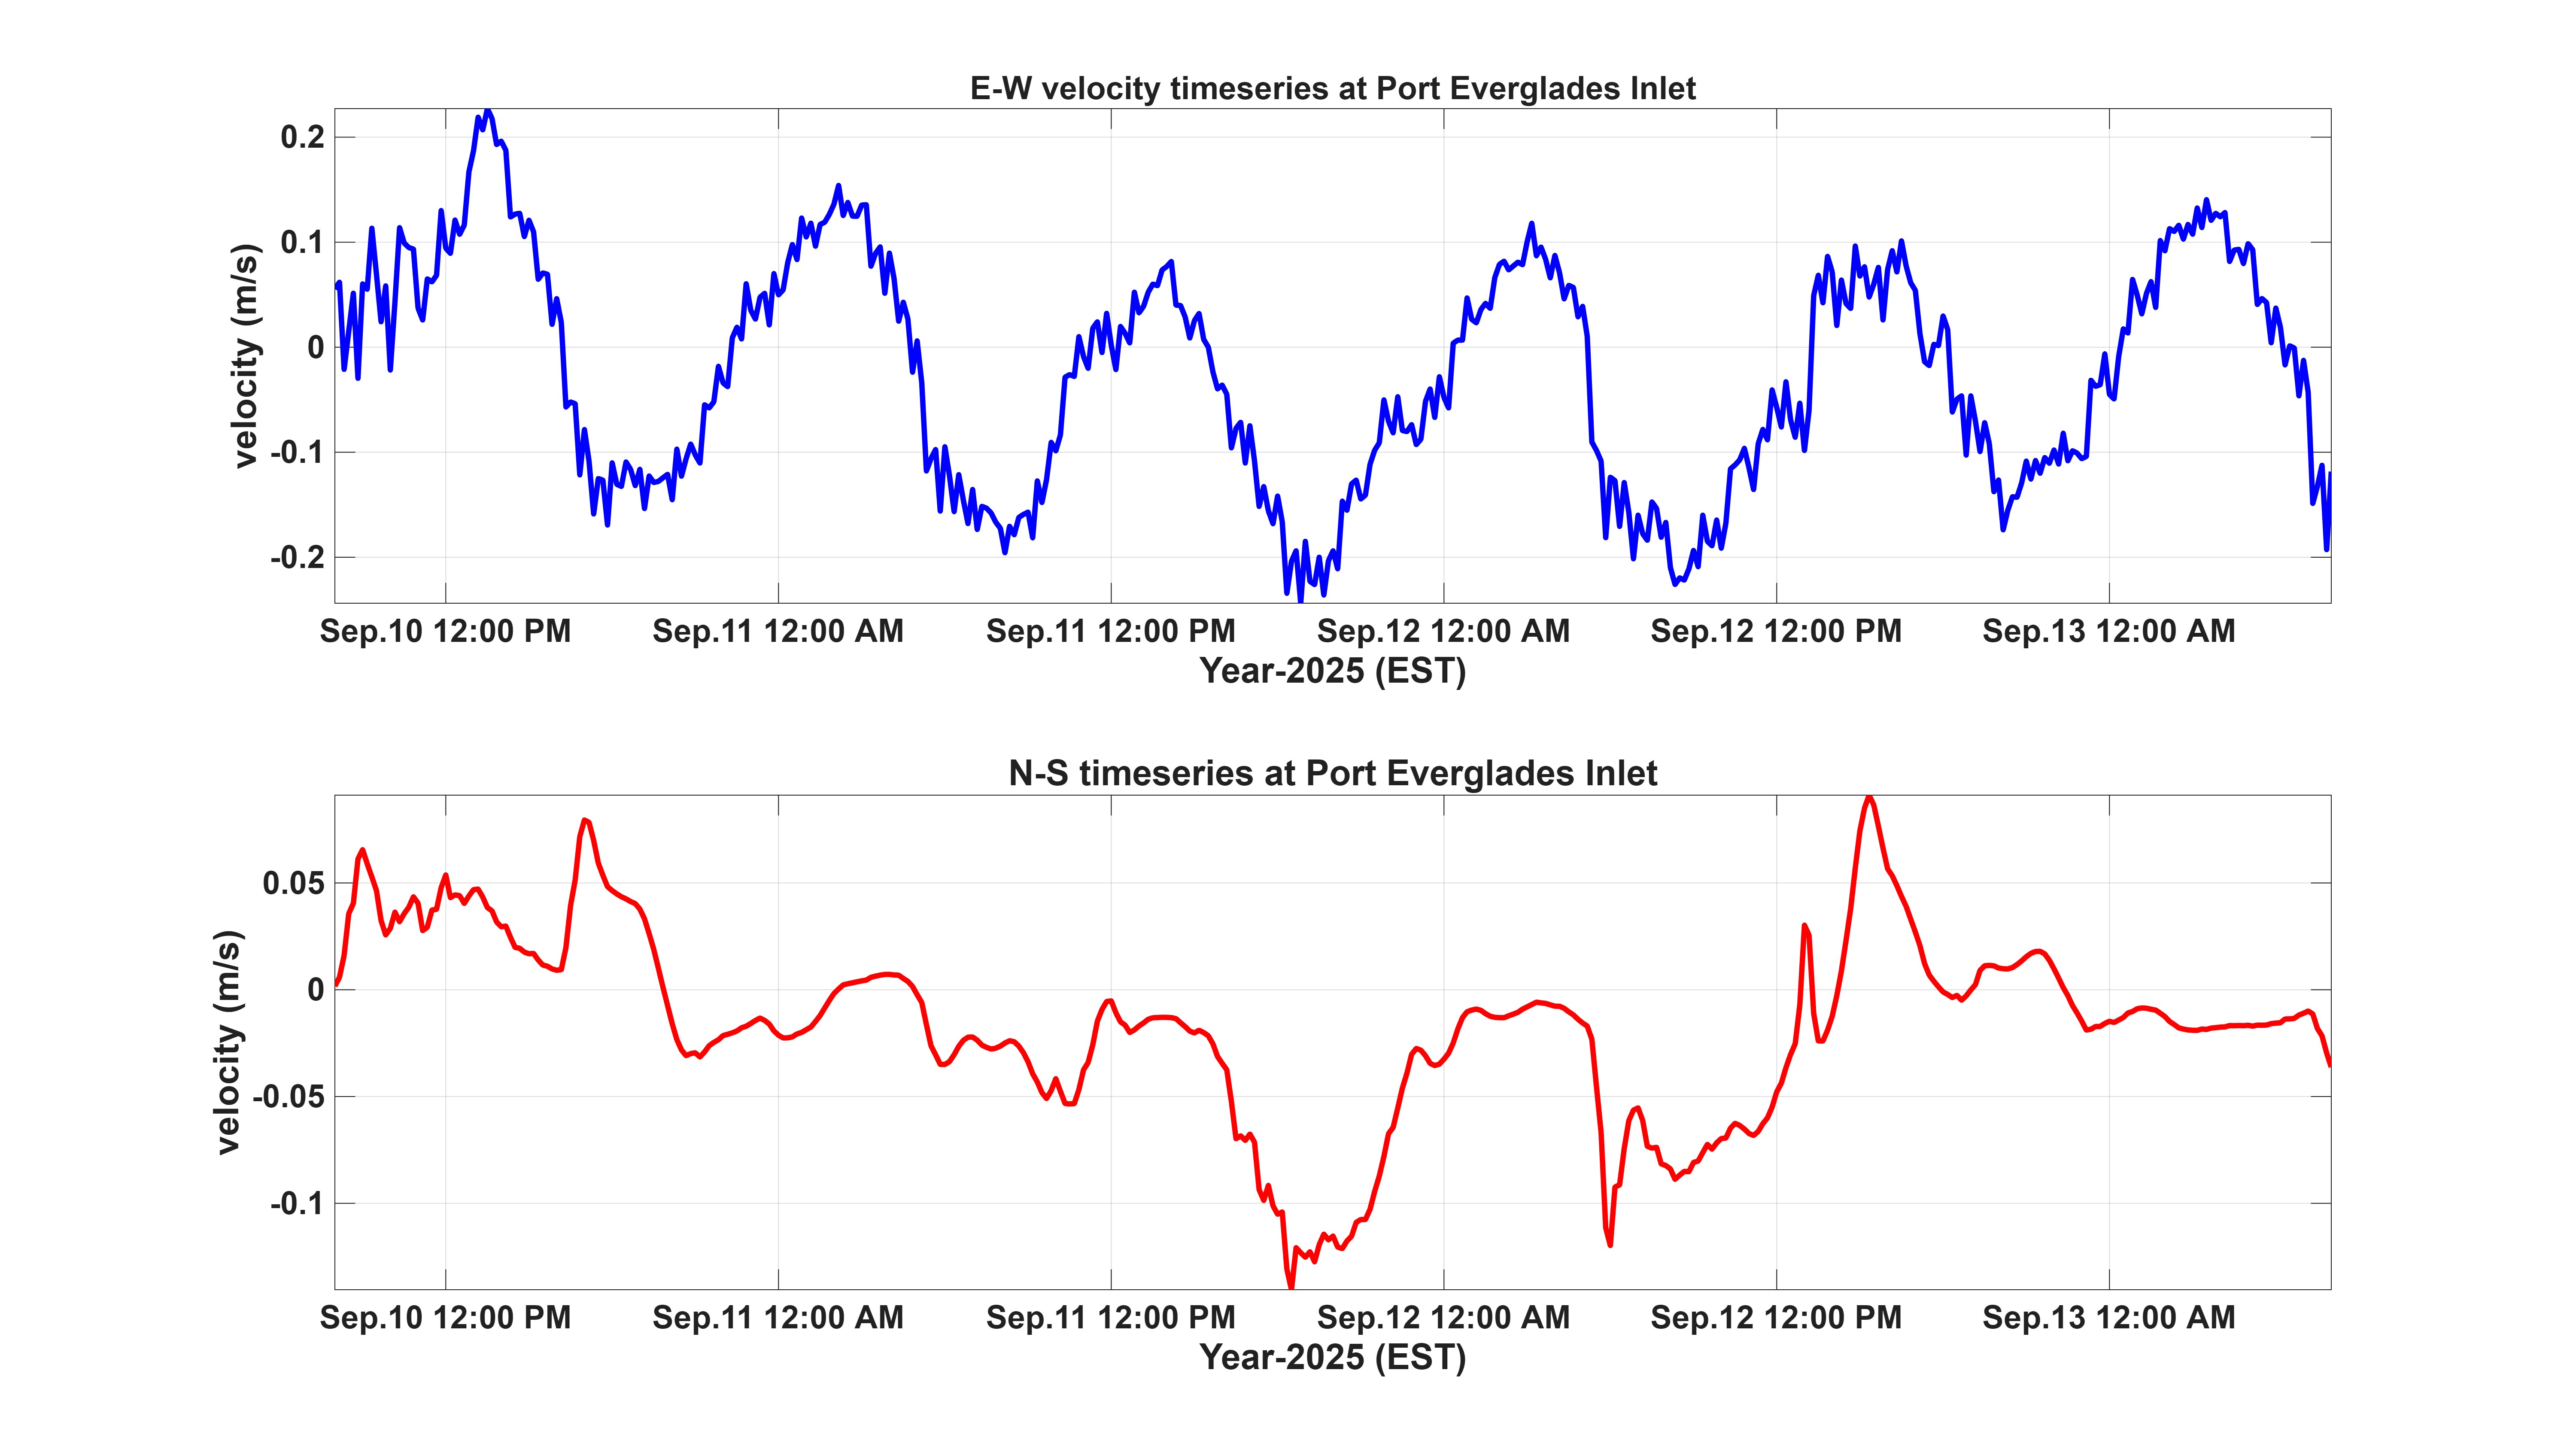 E-W velocity timeseries at Port Everglades Inlet
velocity (m/s)
0.2
0.1
0
-0.1
-0.2
Sep.10 12:00 PM Sep.11 12:00 AM Sep.11 12:00 PM Sep.12 12:00 AM Sep.12 12:00 PM Sep.13 12:00 AM
Year-2025 (EST)
N-S timeseries at Port Everglades Inlet
velocity (m/s)
0.05
0
-0.05
-0.1
Sep.10 12:00 PM Sep.11 12:00 AM Sep.11 12:00 PM Sep.12 12:00 AM Sep.12 12:00 PM Sep.13 12:00 AM
Year-2025 (EST)